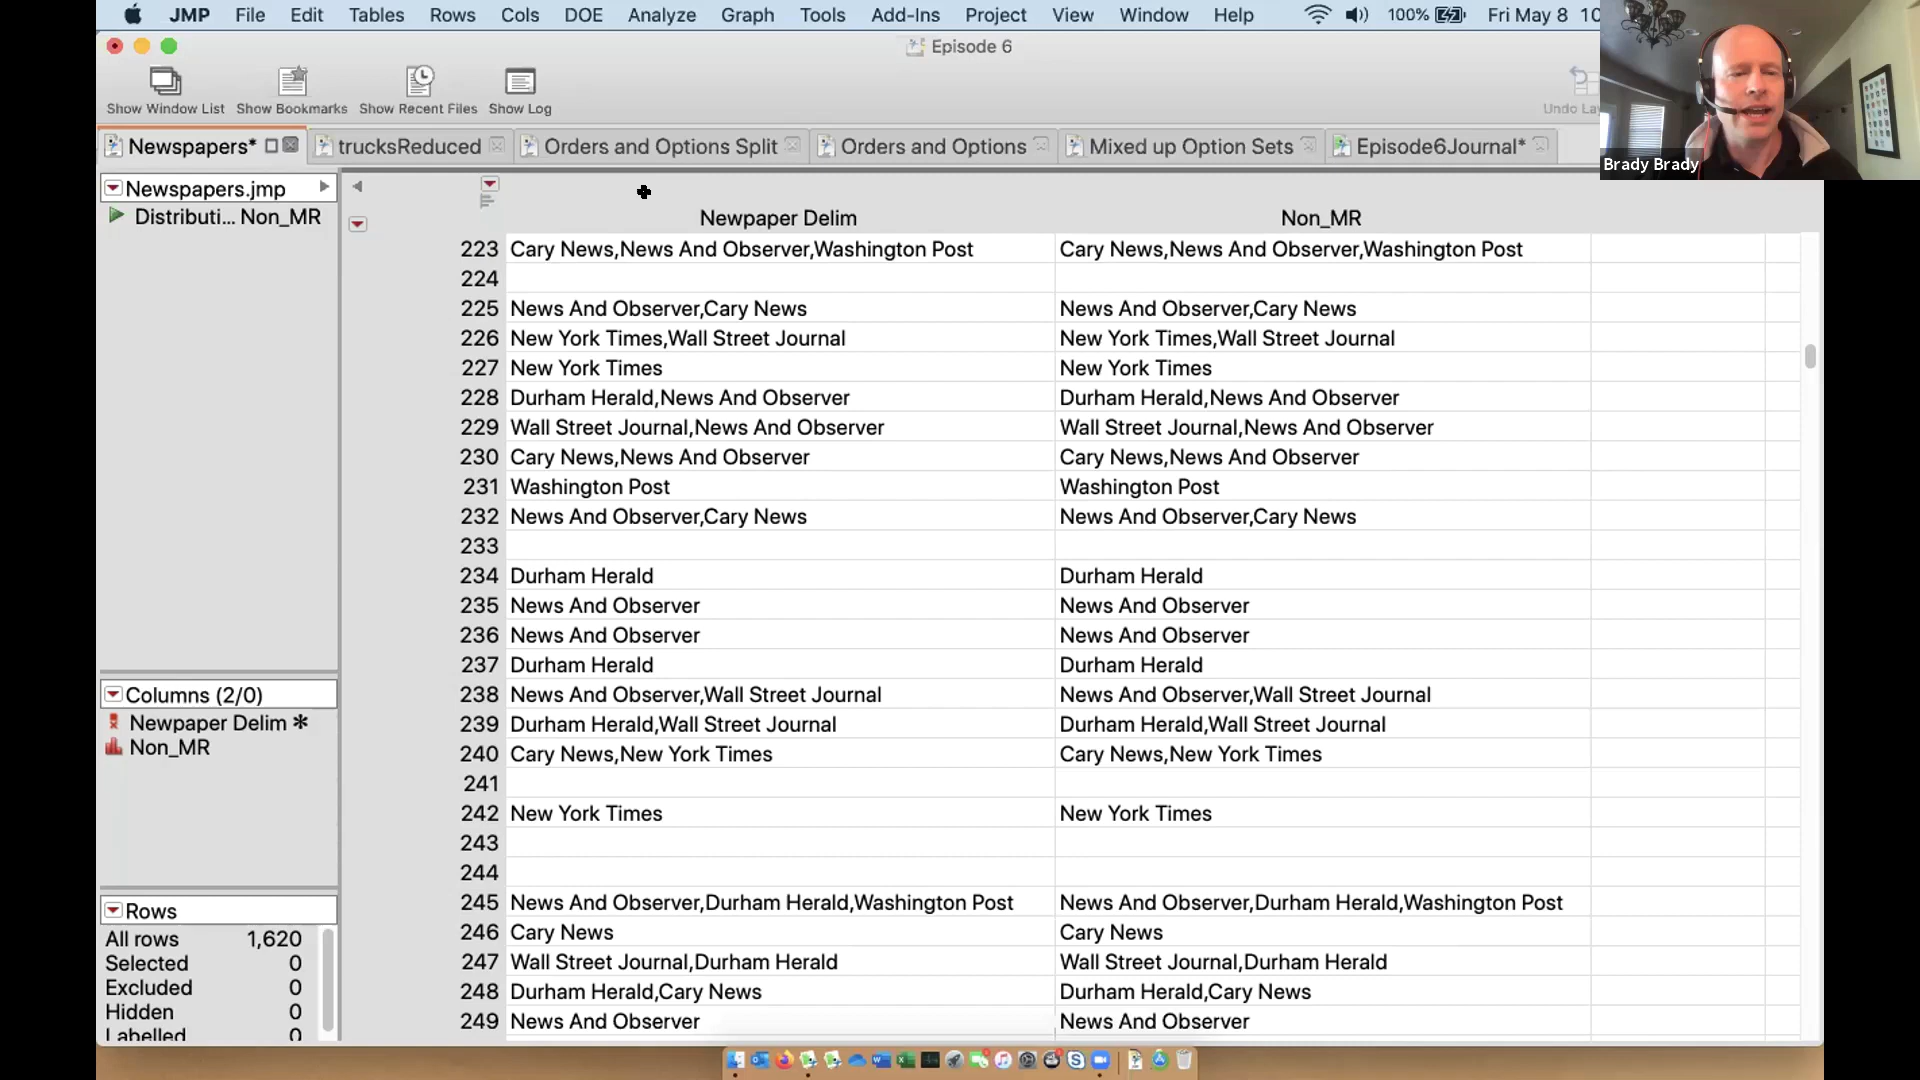 JMP File Edit Tables Rows Cols DOE Analyze Graph Tools Add-Ins Project View Window Help 100% Fri May 8 10
Episode 6
Show Window List Show Bookmarks Show Recent Files Show Log Undo La
Brady Brady
Newspapers* trucksReduced Orders and Options Split Orders and Options Mixed up Option Sets Episode6Journal*
Newspapers.jmp
Distributi... Non_MR
Newpaper Delim Non_MR
223 Cary News,News And Observer,Washington Post Cary News,News And Observer,Washington Post
224
225 News And Observer,Cary News News And Observer,Cary News
226 New York Times,Wall Street Journal New York Times,Wall Street Journal
227 New York Times New York Times
228 Durham Herald,News And Observer Durham Herald,News And Observer
229 Wall Street Journal,News And Observer Wall Street Journal,News And Observer
230 Cary News,News And Observer Cary News,News And Observer
231 Washington Post Washington Post
232 News And Observer,Cary News News And Observer,Cary News
233
234 Durham Herald Durham Herald
235 News And Observer News And Observer
236 News And Observer News And Observer
237 Durham Herald Durham Herald
238 News And Observer,Wall Street Journal News And Observer,Wall Street Journal
239 Durham Herald,Wall Street Journal Durham Herald,Wall Street Journal
240 Cary News,New York Times Cary News,New York Times
241
242 New York Times New York Times
243
244
245 News And Observer,Durham Herald,Washington Post News And Observer,Durham Herald,Washington Post
246 Cary News Cary News
247 Wall Street Journal,Durham Herald Wall Street Journal,Durham Herald
248 Durham Herald,Cary News Durham Herald,Cary News
249 News And Observer News And Observer
Columns (2/0)
Newpaper Delim *
Non_MR
Rows
All rows 1,620
Selected 0
Excluded 0
Hidden 0
Labelled 0